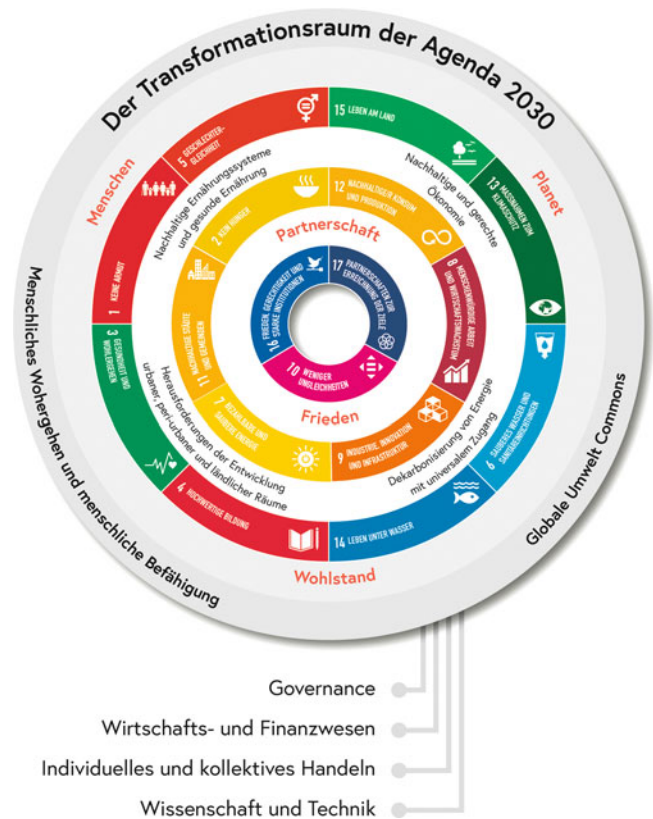 Der Transformationsraum der Agenda 2030
Menschen
Planet
5 GESCHLECHTER-
GLEICHHEIT
15 LEBEN AM LAND
13 MASSNAHMEN ZUM
KLIMASCHUTZ
1 KEINE ARMUT
Nachhaltige Ernährungssysteme
und gesunde Ernährung
Nachhaltige und gerechte
Ökonomie
2 KEIN HUNGER
12 NACHHALTIGER KONSUM
UND PRODUKTION
Partnerschaft
16 FRIEDEN, GERECHTIGKEIT UND
STARKE INSTITUTIONEN
17 PARTNERSCHAFTEN ZUR
ERREICHNUNG DER ZIELE
8 MENSCHENWÜRDIGE ARBEIT
UND WIRTSCHAFTSWACHSTUM
11 NACHHALTIGE STÄDTE
UND GEMEINDEN
10 WENIGER
UNGLEICHHEITEN
Frieden
3 GESUNDHEIT UND
WOHLERGEHEN
7 BEZAHLBARE UND
SAUBERE ENERGIE
9 INDUSTRIE, INNOVATION
UND INFRASTRUKTUR
6 SAUBERES WASSER UND
SANITÄREINRICHTUNGEN
Herausforderungen der Entwicklung
urbaner, peri-urbaner und ländlicher Räume
Dekarbonisierung von Energie
mit universalem Zugang
4 HOCHWERTIGE BILDUNG
14 LEBEN UNTER WASSER
Wohlstand
Menschliches Wohergehen und menschliche Befähigung
Globale Umwelt Commons
Governance
Wirtschafts- und Finanzwesen
Individuelles und kollektives Handeln
Wissenschaft und Technik